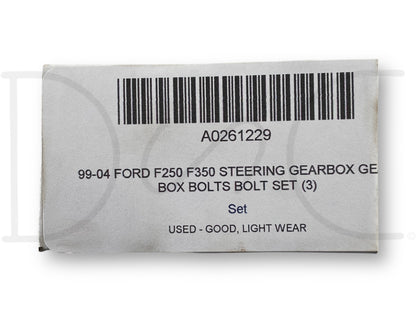 A0261229
99-04 FORD F250 F350 STEERING GEARBOX GE
BOX BOLTS BOLT SET (3)
Set
USED - GOOD, LIGHT WEAR